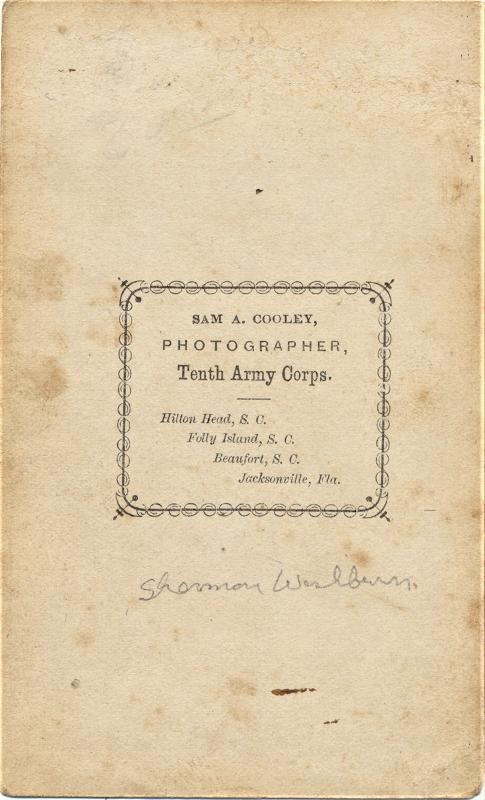 SAM A. COOLEY,
PHOTOGRAPHER,
Tenth Army Corps.
Hilton Head, S. C.
Folly Island, S. C.
Beaufort, S. C.
Jacksonville, Fla.
Sherman Washburn